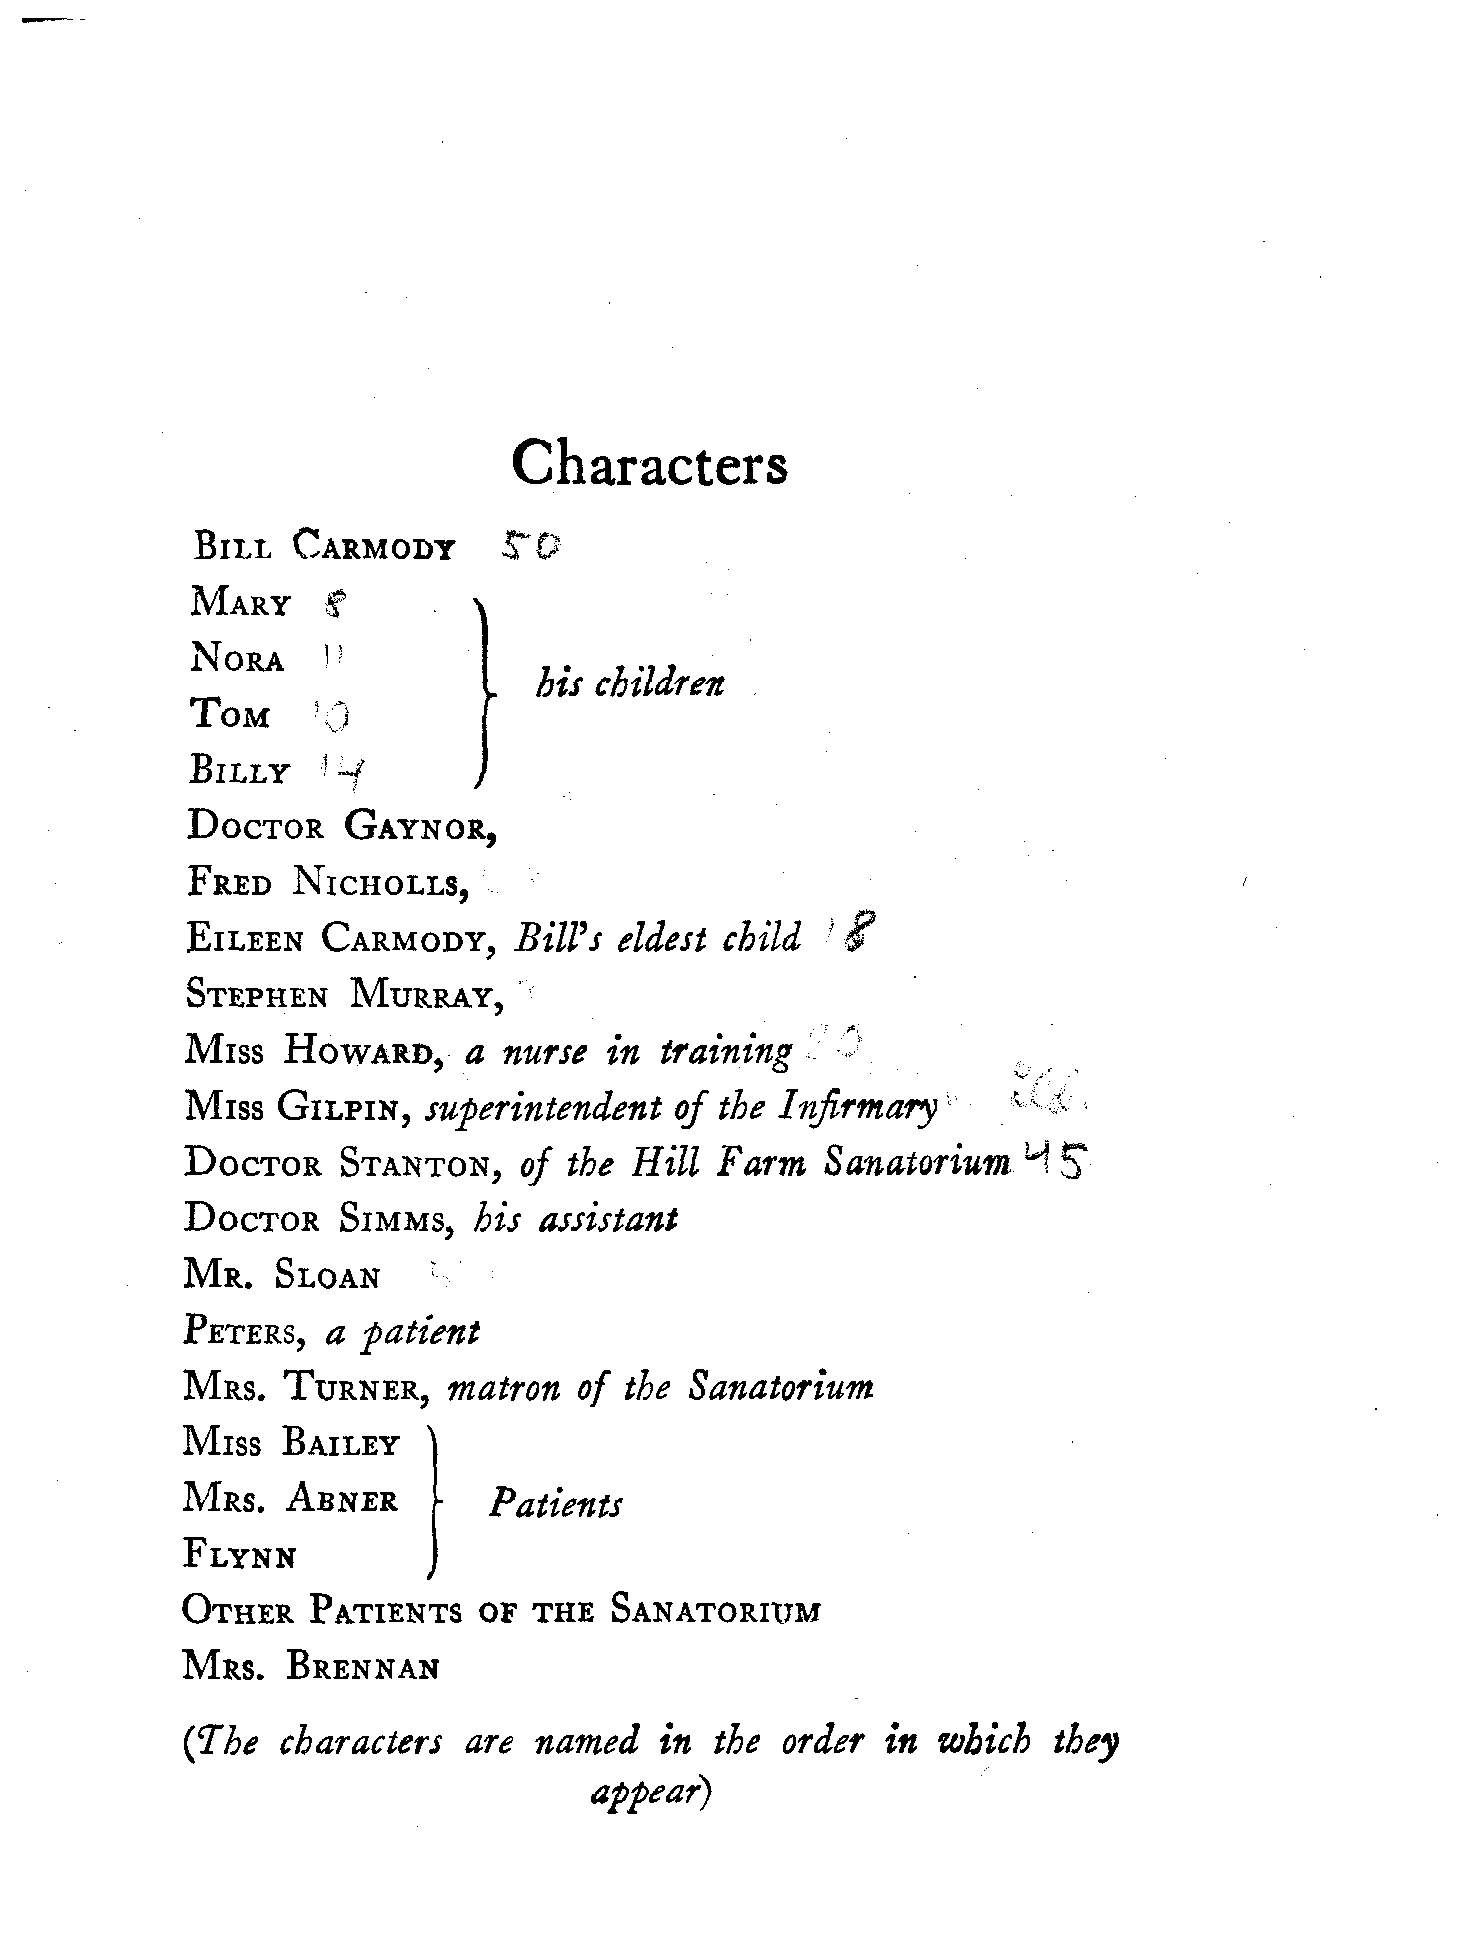 Characters
BILL CARMODY 50
MARY 8
NORA 11
his children
TOM 10
BILLY 14
DOCTOR GAYNOR,
FRED NICHOLLS,
EILEEN CARMODY, Bill's eldest child 18
STEPHEN MURRAY,
MISS HOWARD, a nurse in training
MISS GILPIN, superintendent of the Infirmary
DOCTOR STANTON, of the Hill Farm Sanatorium 45
DOCTOR SIMMS, his assistant
MR. SLOAN
PETERS, a patient
MRS. TURNER, matron of the Sanatorium
MISS BAILEY
MRS. ABNER Patients
FLYNN
OTHER PATIENTS OF THE SANATORIUM
MRS. BRENNAN
(The characters are named in the order in which they
appear)